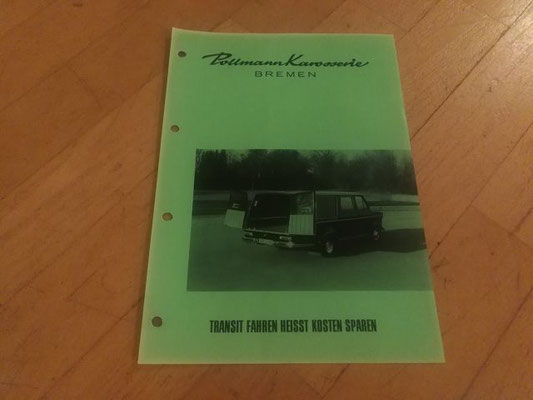 Pollmann Karosserie
BREMEN
TRANSIT FAHREN HEISST KOSTEN SPAREN